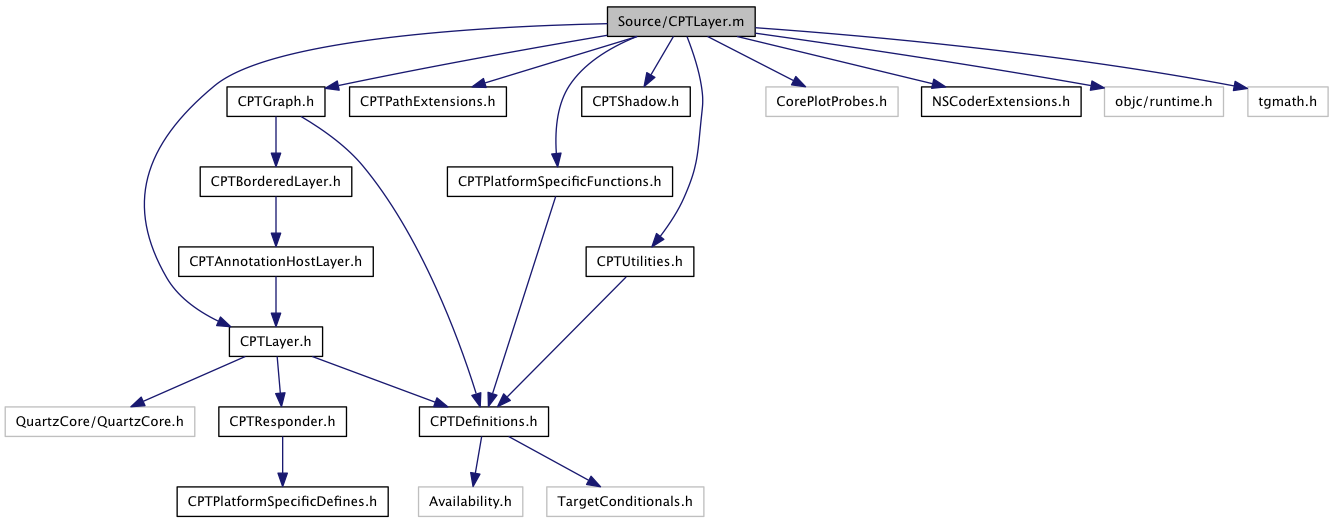 Source/CPTLayer.m
CPTGraph.h
CPTPathExtensions.h
CPTShadow.h
CorePlotProbes.h
NSCoderExtensions.h
objc/runtime.h
tgmath.h
CPTBorderedLayer.h
CPTPlatformSpecificFunctions.h
CPTAnnotationHostLayer.h
CPTUtilities.h
CPTLayer.h
QuartzCore/QuartzCore.h
CPTResponder.h
CPTDefinitions.h
CPTPlatformSpecificDefines.h
Availability.h
TargetConditionals.h